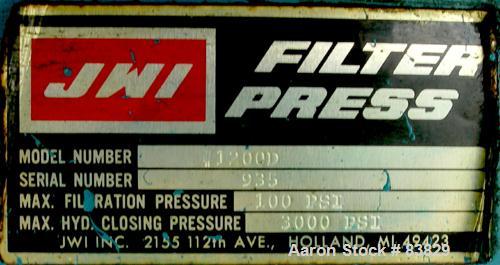 JWI
FILTER
PRESS
MODEL NUMBER 1200D
SERIAL NUMBER 935
MAX. FILTRATION PRESSURE 100 PSI
MAX. HYD. CLOSING PRESSURE 3000 PSI
JWI INC. 2155 112th AVE., HOLLAND, MI. 49423
Aaron Stock # 83829